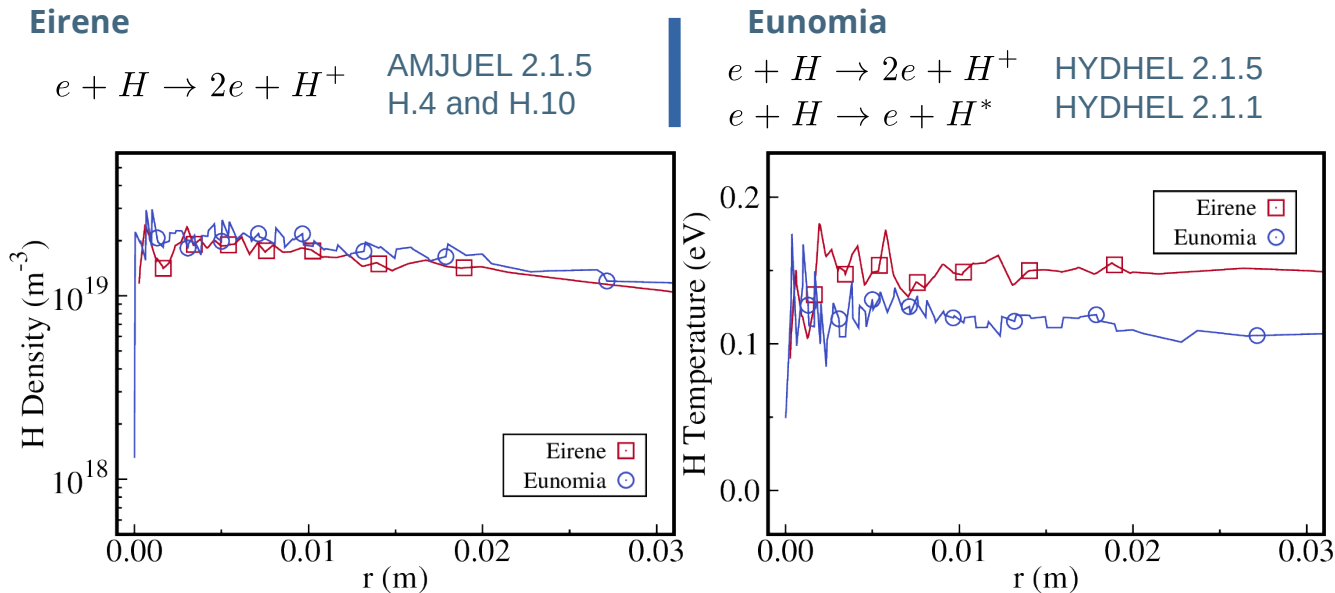 Eirene
e + H → 2e + H⁺
AMJUEL 2.1.5
H.4 and H.10
Eunomia
e + H → 2e + H⁺
e + H → e + H*
HYDHEL 2.1.5
HYDHEL 2.1.1
H Density (m⁻³)
10¹⁹
10¹⁸
Eirene
Eunomia
0.00 0.01 0.02 0.03
r (m)
H Temperature (eV)
0.2
0.1
0.0
Eirene
Eunomia
0.00 0.01 0.02 0.03
r (m)